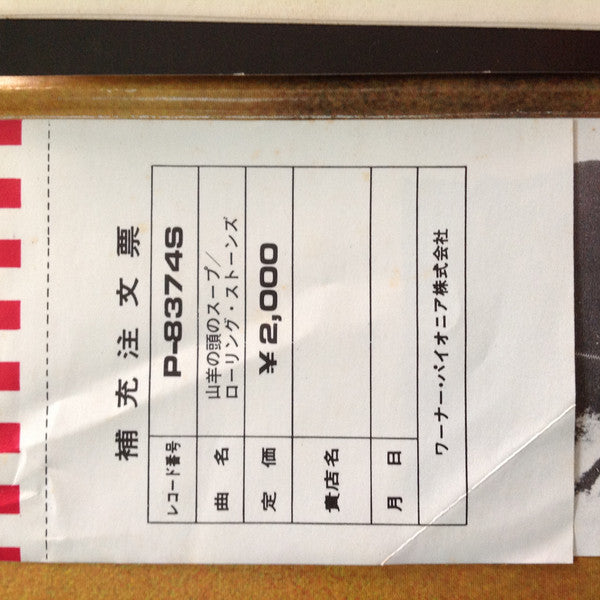 補充注文票
レコード番号 P-8374S
曲名 山羊の頭のスープ/
ローリング・ストーンズ
定価 ¥2,000
貴店名
月日
ワーナー・パイオニア株式会社